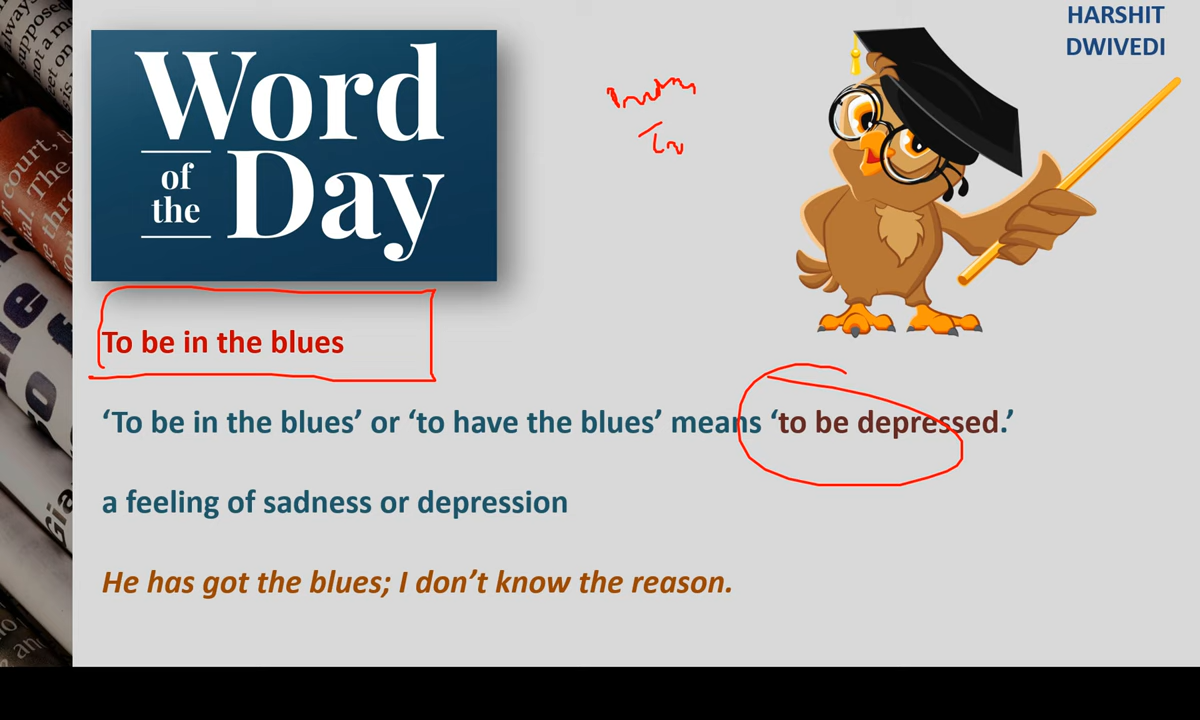 HARSHIT
DWIVEDI
Word
of
the
Day
To be in the blues
‘To be in the blues’ or ‘to have the blues’ means ‘to be depressed.’
a feeling of sadness or depression
He has got the blues; I don’t know the reason.